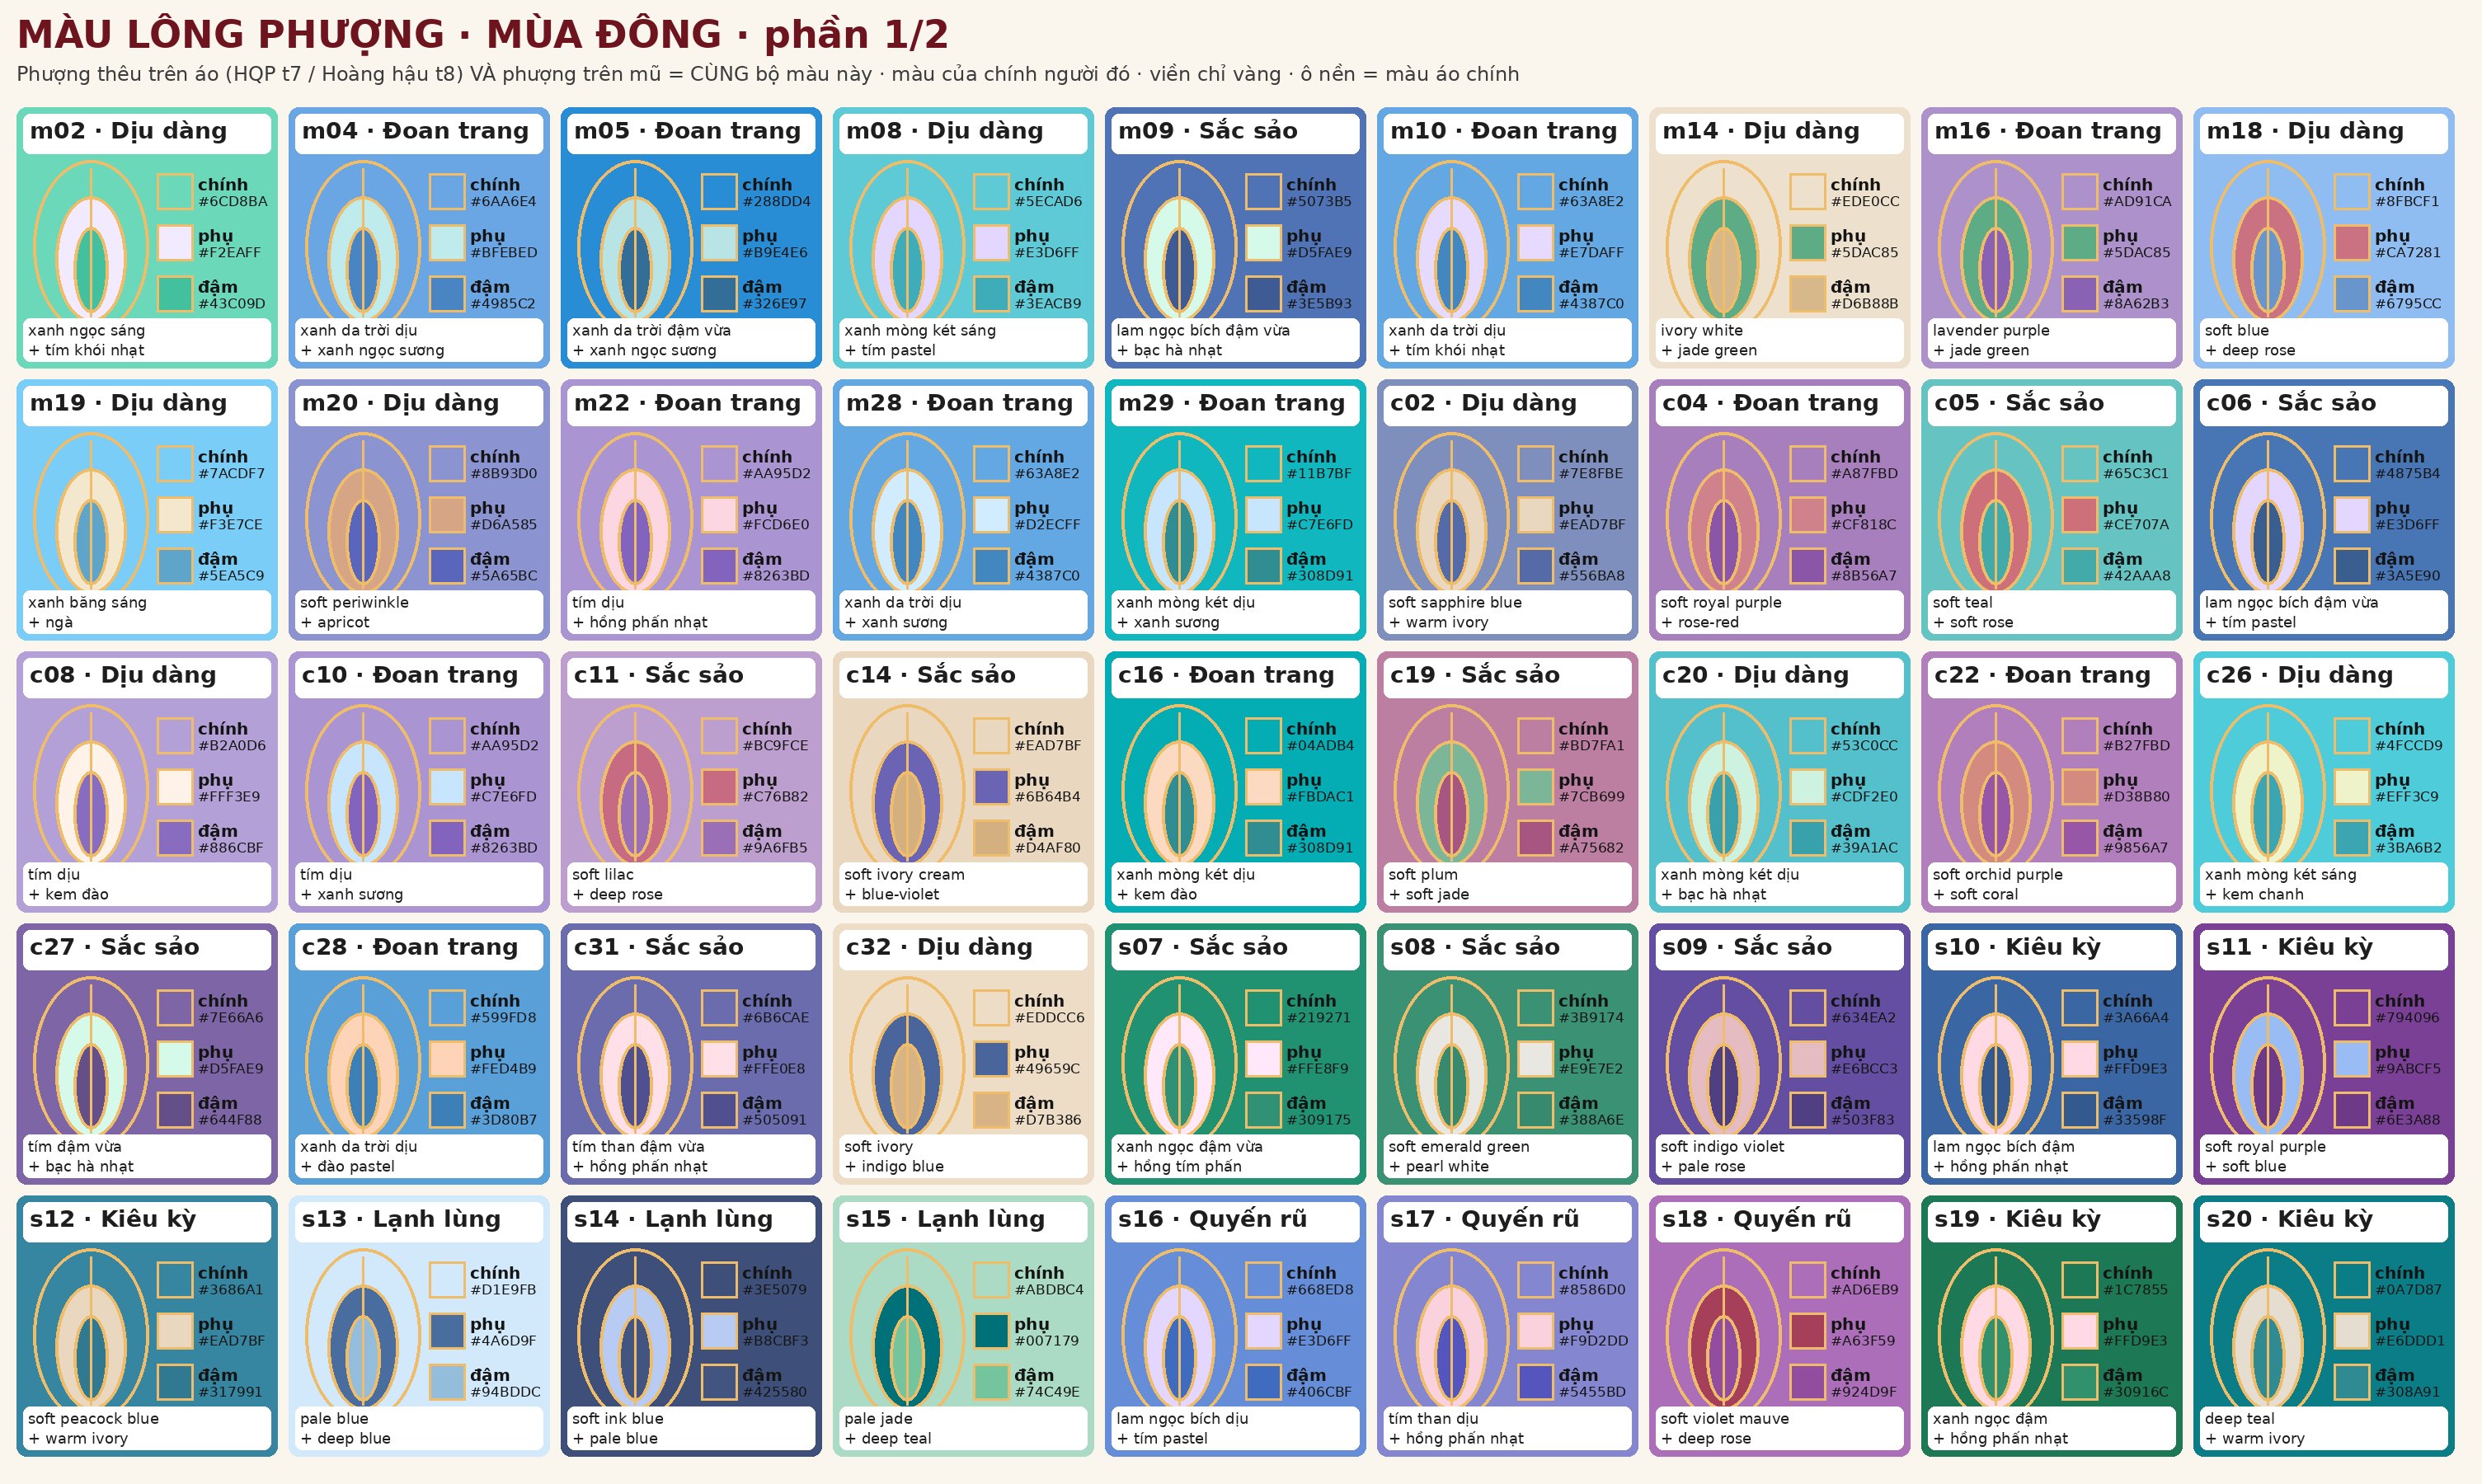 MÀU LÔNG PHƯỢNG · MÙA ĐÔNG · phần 1/2
Phượng thêu trên áo (HQP t7 / Hoàng hậu t8) VÀ phượng trên mũ = CÙNG bộ màu này · màu của chính người đó · viền chỉ vàng · ô nền = màu áo chính
m02 · Dịu dàng
chính
#6CD8BA
phụ
#F2EAFF
đậm
#43C09D
xanh ngọc sáng
+ tím khói nhạt
m04 · Đoan trang
chính
#6AA6E4
phụ
#BFEBED
đậm
#4985C2
xanh da trời dịu
+ xanh ngọc sương
m05 · Đoan trang
chính
#288DD4
phụ
#B9E4E6
đậm
#326E97
xanh da trời đậm vừa
+ xanh ngọc sương
m08 · Dịu dàng
chính
#5ECAD6
phụ
#E3D6FF
đậm
#3EACB9
xanh mòng két sáng
+ tím pastel
m09 · Sắc sảo
chính
#5073B5
phụ
#D5FAE9
đậm
#3E5B93
lam ngọc bích đậm vừa
+ bạc hà nhạt
m10 · Đoan trang
chính
#63A8E2
phụ
#E7DAFF
đậm
#4387C0
xanh da trời dịu
+ tím khói nhạt
m14 · Dịu dàng
chính
#EDE0CC
phụ
#5DAC85
đậm
#D6B88B
ivory white
+ jade green
m16 · Đoan trang
chính
#AD91CA
phụ
#5DAC85
đậm
#8A62B3
lavender purple
+ jade green
m18 · Dịu dàng
chính
#8FBCF1
phụ
#CA7281
đậm
#6795CC
soft blue
+ deep rose
m19 · Dịu dàng
chính
#7ACDF7
phụ
#F3E7CE
đậm
#5EA5C9
xanh băng sáng
+ ngà
m20 · Dịu dàng
chính
#8B93D0
phụ
#D6A585
đậm
#5A65BC
soft periwinkle
+ apricot
m22 · Đoan trang
chính
#AA95D2
phụ
#FCD6E0
đậm
#8263BD
tím dịu
+ hồng phấn nhạt
m28 · Đoan trang
chính
#63A8E2
phụ
#D2ECFF
đậm
#4387C0
xanh da trời dịu
+ xanh sương
m29 · Đoan trang
chính
#11B7BF
phụ
#C7E6FD
đậm
#308D91
xanh mòng két dịu
+ xanh sương
c02 · Dịu dàng
chính
#7E8FBE
phụ
#EAD7BF
đậm
#556BA8
soft sapphire blue
+ warm ivory
c04 · Đoan trang
chính
#A87FBD
phụ
#CF818C
đậm
#8B56A7
soft royal purple
+ rose-red
c05 · Sắc sảo
chính
#65C3C1
phụ
#CE707A
đậm
#42AAA8
soft teal
+ soft rose
c06 · Sắc sảo
chính
#4875B4
phụ
#E3D6FF
đậm
#3A5E90
lam ngọc bích đậm vừa
+ tím pastel
c08 · Dịu dàng
chính
#B2A0D6
phụ
#FFF3E9
đậm
#886CBF
tím dịu
+ kem đào
c10 · Đoan trang
chính
#AA95D2
phụ
#C7E6FD
đậm
#8263BD
tím dịu
+ xanh sương
c11 · Sắc sảo
chính
#BC9FCE
phụ
#C76B82
đậm
#9A6FB5
soft lilac
+ deep rose
c14 · Sắc sảo
chính
#EAD7BF
phụ
#6B64B4
đậm
#D4AF80
soft ivory cream
+ blue-violet
c16 · Đoan trang
chính
#04ADB4
phụ
#FBDAC1
đậm
#308D91
xanh mòng két dịu
+ kem đào
c19 · Sắc sảo
chính
#BD7FA1
phụ
#7CB699
đậm
#A75682
soft plum
+ soft jade
c20 · Dịu dàng
chính
#53C0CC
phụ
#CDF2E0
đậm
#39A1AC
xanh mòng két dịu
+ bạc hà nhạt
c22 · Đoan trang
chính
#B27FBD
phụ
#D38B80
đậm
#9856A7
soft orchid purple
+ soft coral
c26 · Dịu dàng
chính
#4FCCD9
phụ
#EFF3C9
đậm
#3BA6B2
xanh mòng két sáng
+ kem chanh
c27 · Sắc sảo
chính
#7E66A6
phụ
#D5FAE9
đậm
#644F88
tím đậm vừa
+ bạc hà nhạt
c28 · Đoan trang
chính
#599FD8
phụ
#FED4B9
đậm
#3D80B7
xanh da trời dịu
+ đào pastel
c31 · Sắc sảo
chính
#6B6CAE
phụ
#FFE0E8
đậm
#505091
tím than đậm vừa
+ hồng phấn nhạt
c32 · Dịu dàng
chính
#EDDCC6
phụ
#49659C
đậm
#D7B386
soft ivory
+ indigo blue
s07 · Sắc sảo
chính
#219271
phụ
#FFE8F9
đậm
#309175
xanh ngọc đậm vừa
+ hồng tím phấn
s08 · Sắc sảo
chính
#3B9174
phụ
#E9E7E2
đậm
#388A6E
soft emerald green
+ pearl white
s09 · Sắc sảo
chính
#634EA2
phụ
#E6BCC3
đậm
#503F83
soft indigo violet
+ pale rose
s10 · Kiêu kỳ
chính
#3A66A4
phụ
#FFD9E3
đậm
#33598F
lam ngọc bích đậm
+ hồng phấn nhạt
s11 · Kiêu kỳ
chính
#794096
phụ
#9ABCF5
đậm
#6E3A88
soft royal purple
+ soft blue
s12 · Kiêu kỳ
chính
#3686A1
phụ
#EAD7BF
đậm
#317991
soft peacock blue
+ warm ivory
s13 · Lạnh lùng
chính
#D1E9FB
phụ
#4A6D9F
đậm
#94BDDC
pale blue
+ deep blue
s14 · Lạnh lùng
chính
#3E5079
phụ
#B8CBF3
đậm
#425580
soft ink blue
+ pale blue
s15 · Lạnh lùng
chính
#ABDBC4
phụ
#007179
đậm
#74C49E
pale jade
+ deep teal
s16 · Quyến rũ
chính
#668ED8
phụ
#E3D6FF
đậm
#406CBF
lam ngọc bích dịu
+ tím pastel
s17 · Quyến rũ
chính
#8586D0
phụ
#F9D2DD
đậm
#5455BD
tím than dịu
+ hồng phấn nhạt
s18 · Quyến rũ
chính
#AD6EB9
phụ
#A63F59
đậm
#924D9F
soft violet mauve
+ deep rose
s19 · Kiêu kỳ
chính
#1C7855
phụ
#FFD9E3
đậm
#30916C
xanh ngọc đậm
+ hồng phấn nhạt
s20 · Kiêu kỳ
chính
#0A7D87
phụ
#E6DDD1
đậm
#308A91
deep teal
+ warm ivory